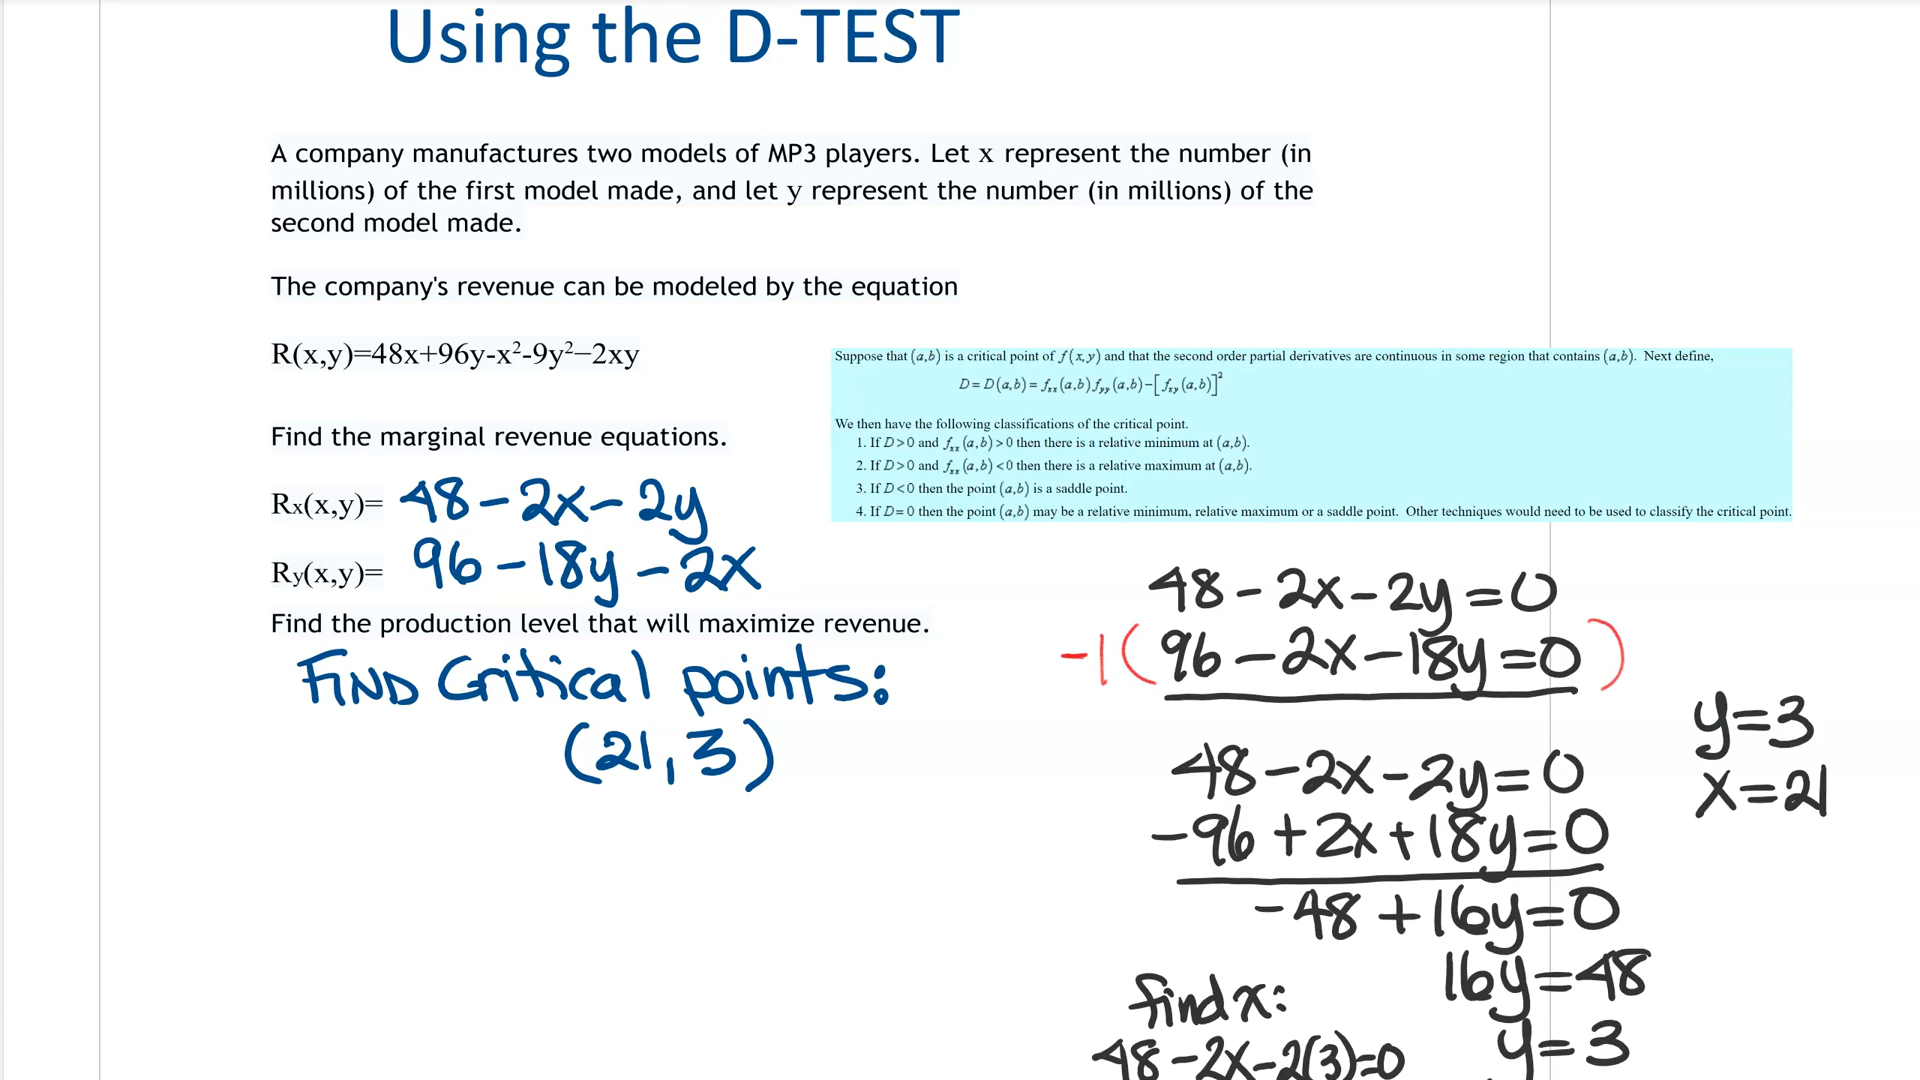 Using the D-TEST
A company manufactures two models of MP3 players. Let x represent the number (in
millions) of the first model made, and let y represent the number (in millions) of the
second model made.
The company's revenue can be modeled by the equation
R(x,y)=48x+96y-x²-9y²−2xy
Suppose that (a,b) is a critical point of f(x,y) and that the second order partial derivatives are continuous in some region that contains (a,b). Next define,
D = D(a,b) = fₓₓ(a,b) f_yy(a,b) − [f_xy(a,b)]²
We then have the following classifications of the critical point.
1. If D > 0 and fₓₓ(a,b) > 0 then there is a relative minimum at (a,b).
2. If D > 0 and fₓₓ(a,b) < 0 then there is a relative maximum at (a,b).
3. If D < 0 then the point (a,b) is a saddle point.
4. If D = 0 then the point (a,b) may be a relative minimum, relative maximum or a saddle point. Other techniques would need to be used to classify the critical point.
Find the marginal revenue equations.
Rx(x,y)= 48 − 2x − 2y
Ry(x,y)= 96 − 18y − 2x
Find the production level that will maximize revenue.
FIND Critical points:
(21, 3)
48 − 2x − 2y = 0
−1( 96 − 2x − 18y = 0 )
48 − 2x − 2y = 0
−96 + 2x + 18y = 0
−48 + 16y = 0
16y = 48
y = 3
find x:
48 − 2x − 2(3) = 0
y = 3
x = 21